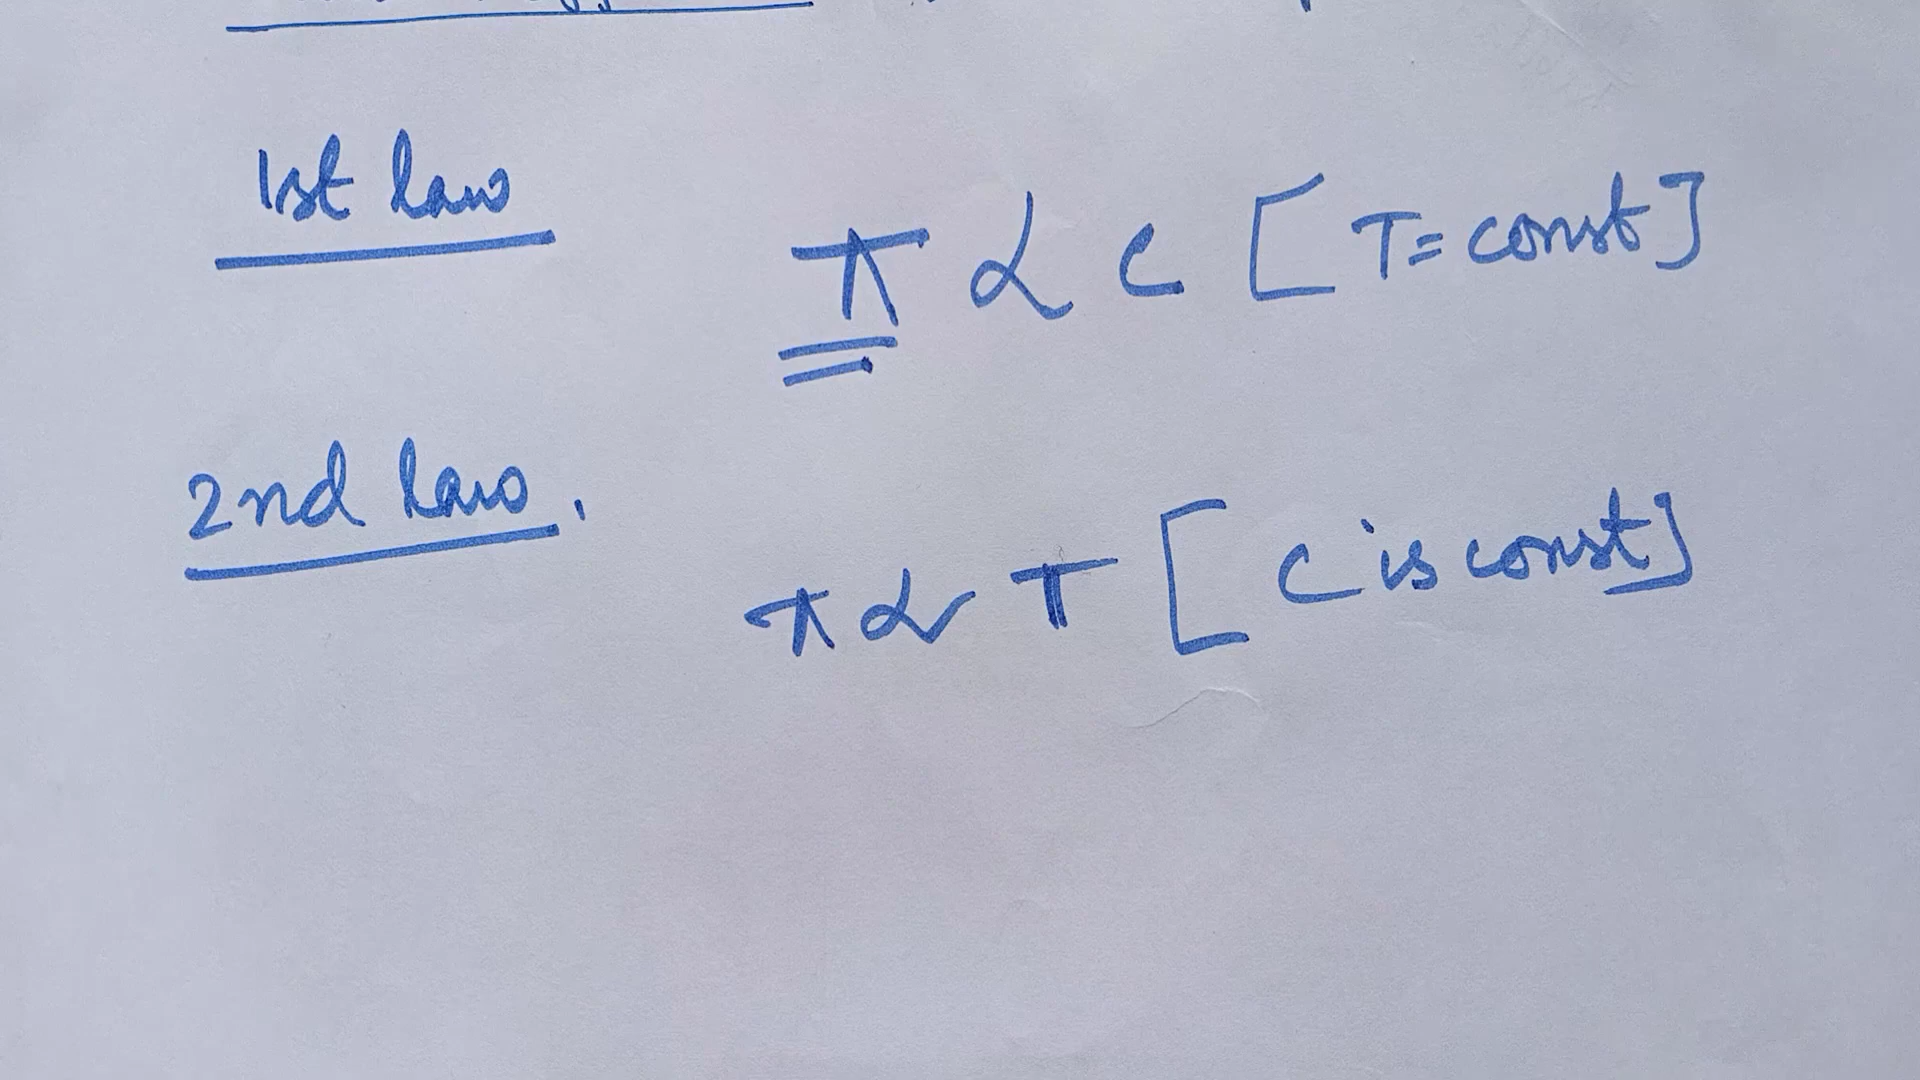 1st law
π α C [T = const]
2nd law.
π α T [C is const]